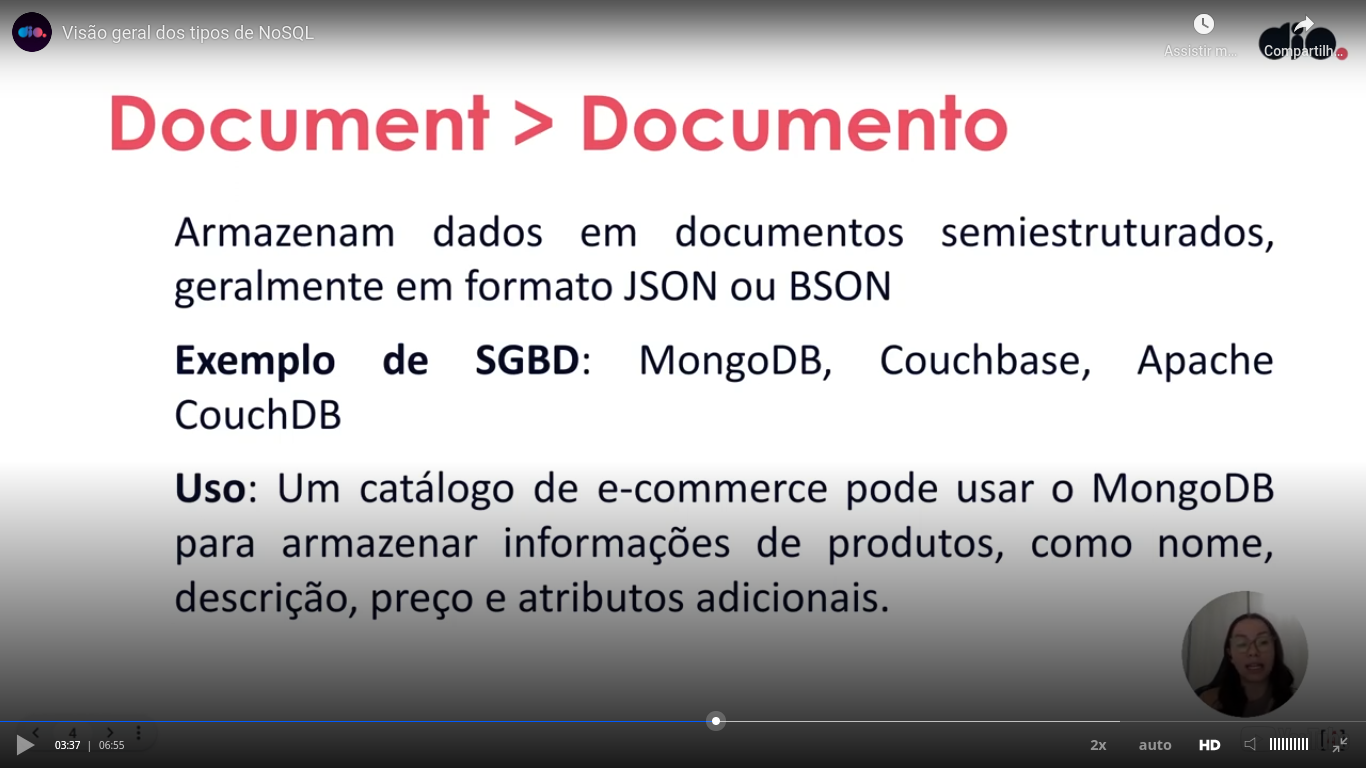 Visão geral dos tipos de NoSQL
Assistir m...
Compartilh...
dio
Document > Documento
Armazenam dados em documentos semiestruturados,
geralmente em formato JSON ou BSON
Exemplo de SGBD: MongoDB, Couchbase, Apache
CouchDB
Uso: Um catálogo de e-commerce pode usar o MongoDB
para armazenar informações de produtos, como nome,
descrição, preço e atributos adicionais.
4
03:37 | 06:55
2x auto HD